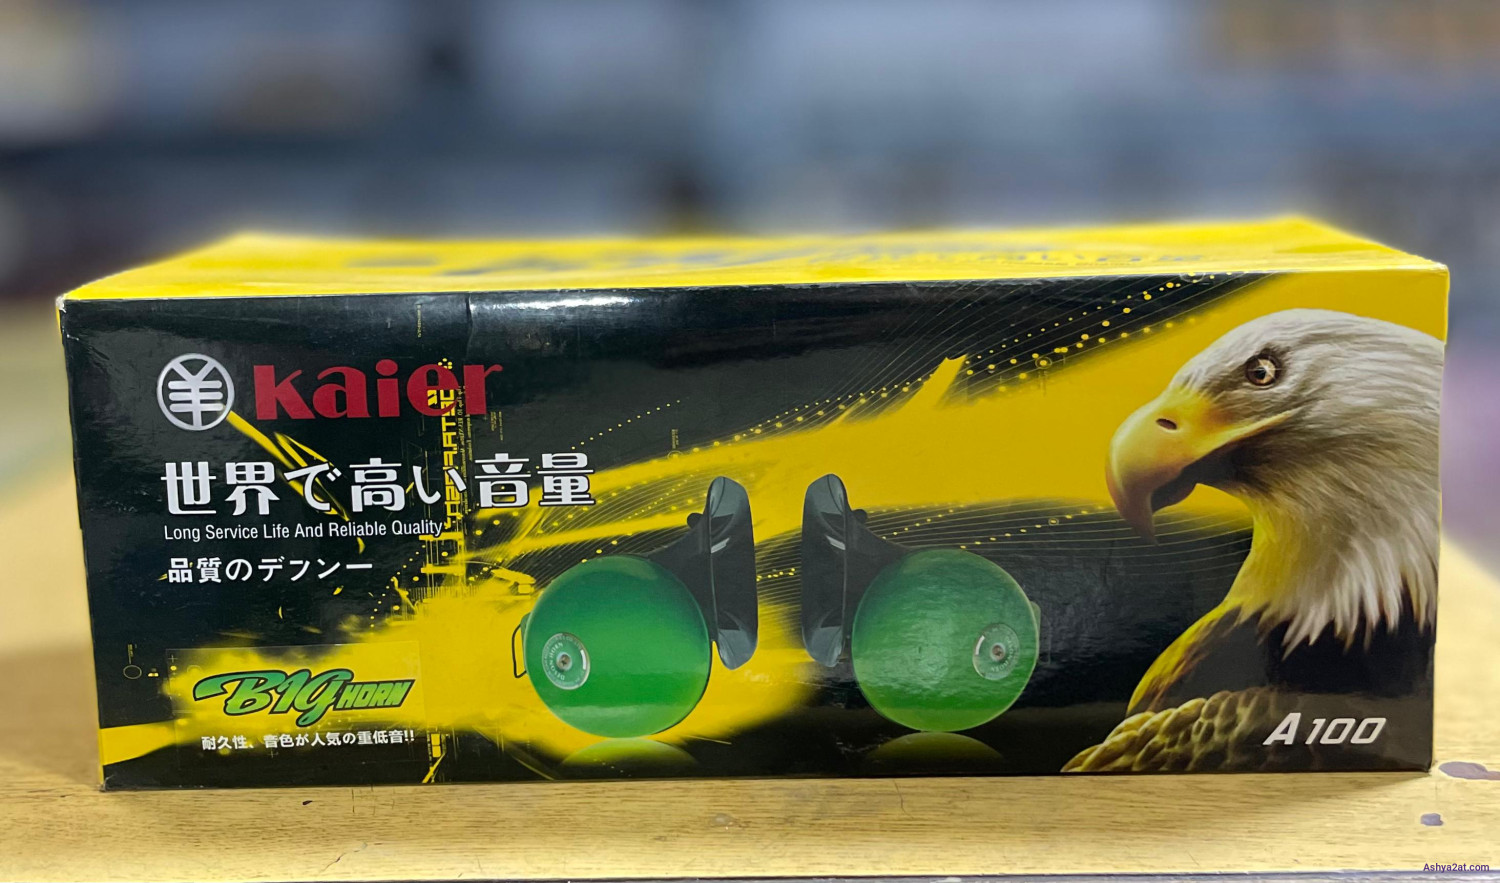 kaier
世界で高い音量
Long Service Life And Reliable Quality
品質のデンソー
BIG HORN
耐久性、音色が人気の重低音!!
A100
Ashya2at.com